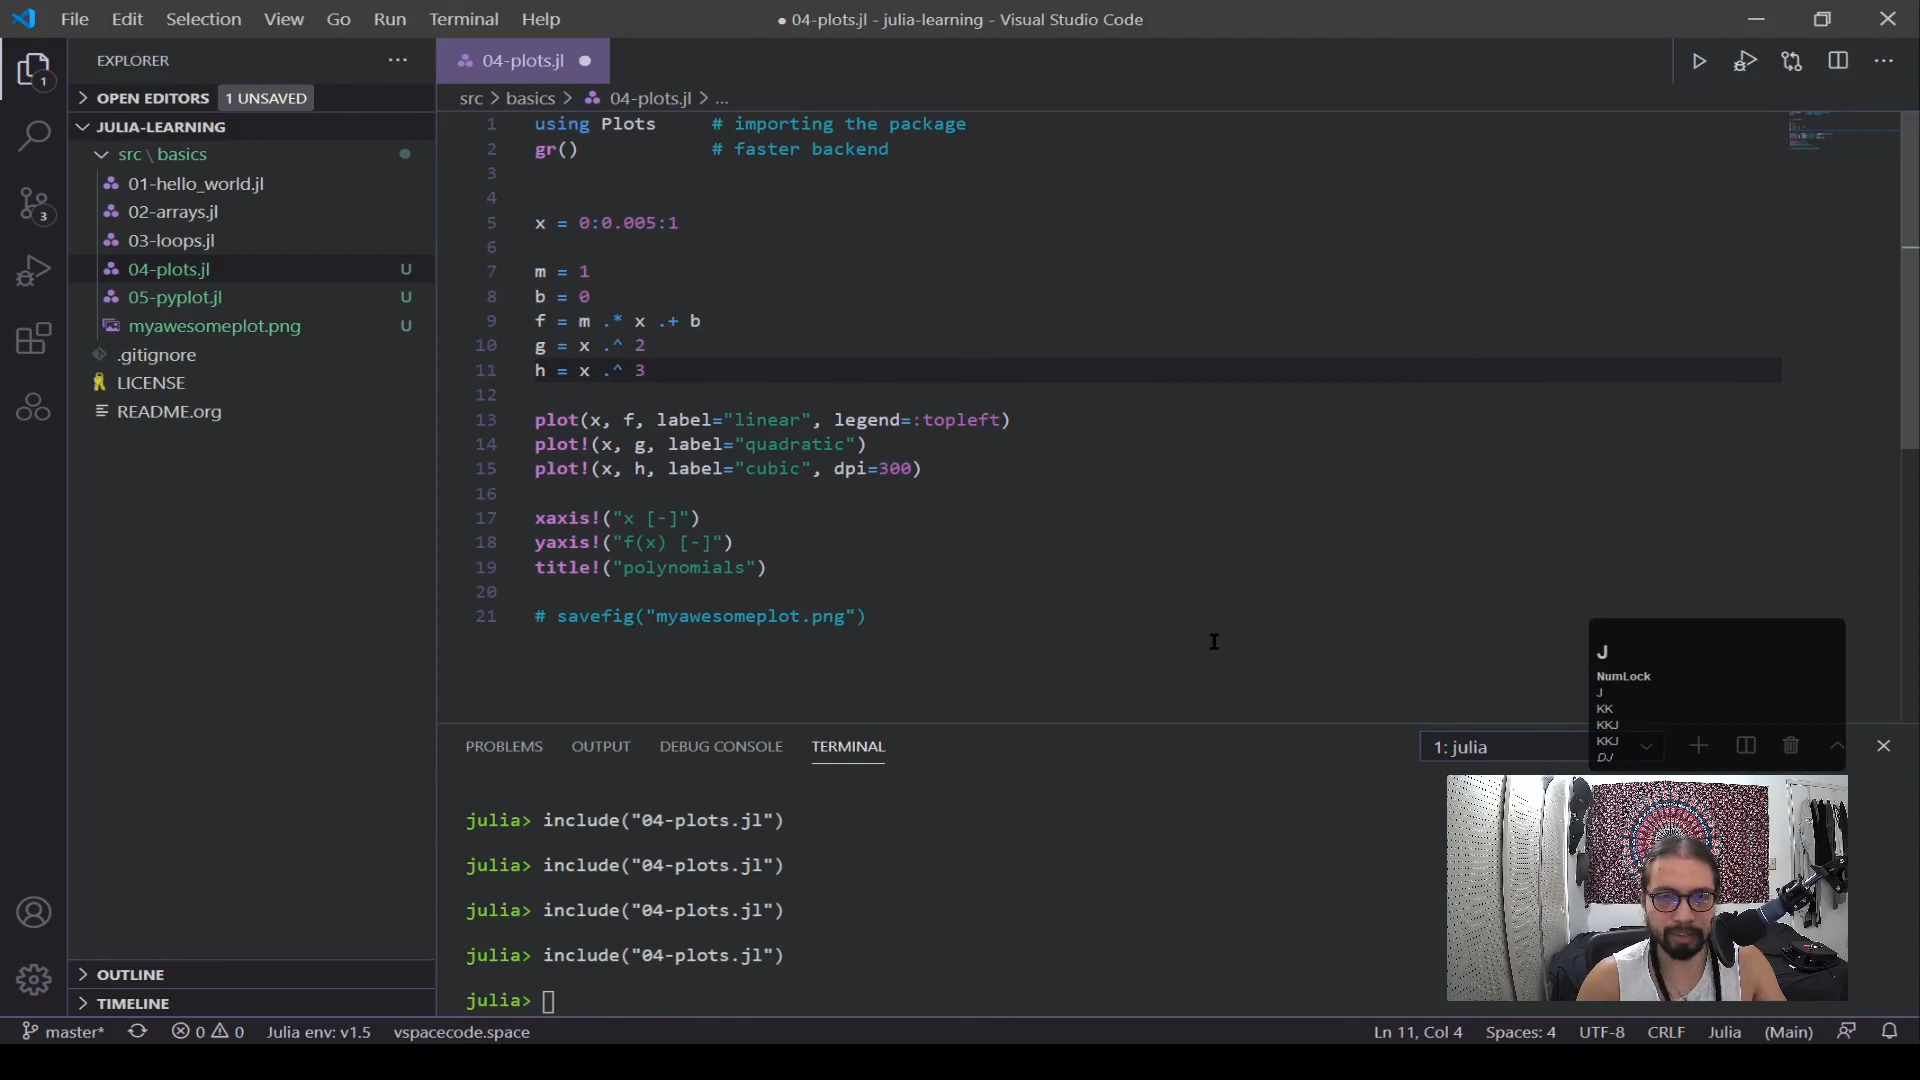 File Edit Selection View Go Run Terminal Help
● 04-plots.jl - julia-learning - Visual Studio Code
EXPLORER
OPEN EDITORS 1 UNSAVED
JULIA-LEARNING
src \ basics
01-hello_world.jl
02-arrays.jl
03-loops.jl
04-plots.jl U
05-pyplot.jl U
myawesomeplot.png U
.gitignore
LICENSE
README.org
OUTLINE
TIMELINE
1
3
04-plots.jl
src > basics > 04-plots.jl > ...
1 using Plots # importing the package
2 gr() # faster backend
3
4
5 x = 0:0.005:1
6
7 m = 1
8 b = 0
9 f = m .* x .+ b
10 g = x .^ 2
11 h = x .^ 3
12
13 plot(x, f, label="linear", legend=:topleft)
14 plot!(x, g, label="quadratic")
15 plot!(x, h, label="cubic", dpi=300)
16
17 xaxis!("x [-]")
18 yaxis!("f(x) [-]")
19 title!("polynomials")
20
21 # savefig("myawesomeplot.png")
J
NumLock
J
KK
KKJ
KKJ
DJ
PROBLEMS OUTPUT DEBUG CONSOLE TERMINAL
1: julia
julia> include("04-plots.jl")
julia> include("04-plots.jl")
julia> include("04-plots.jl")
julia> include("04-plots.jl")
julia>
master* 0 0 Julia env: v1.5 vspacecode.space
Ln 11, Col 4 Spaces: 4 UTF-8 CRLF Julia (Main)